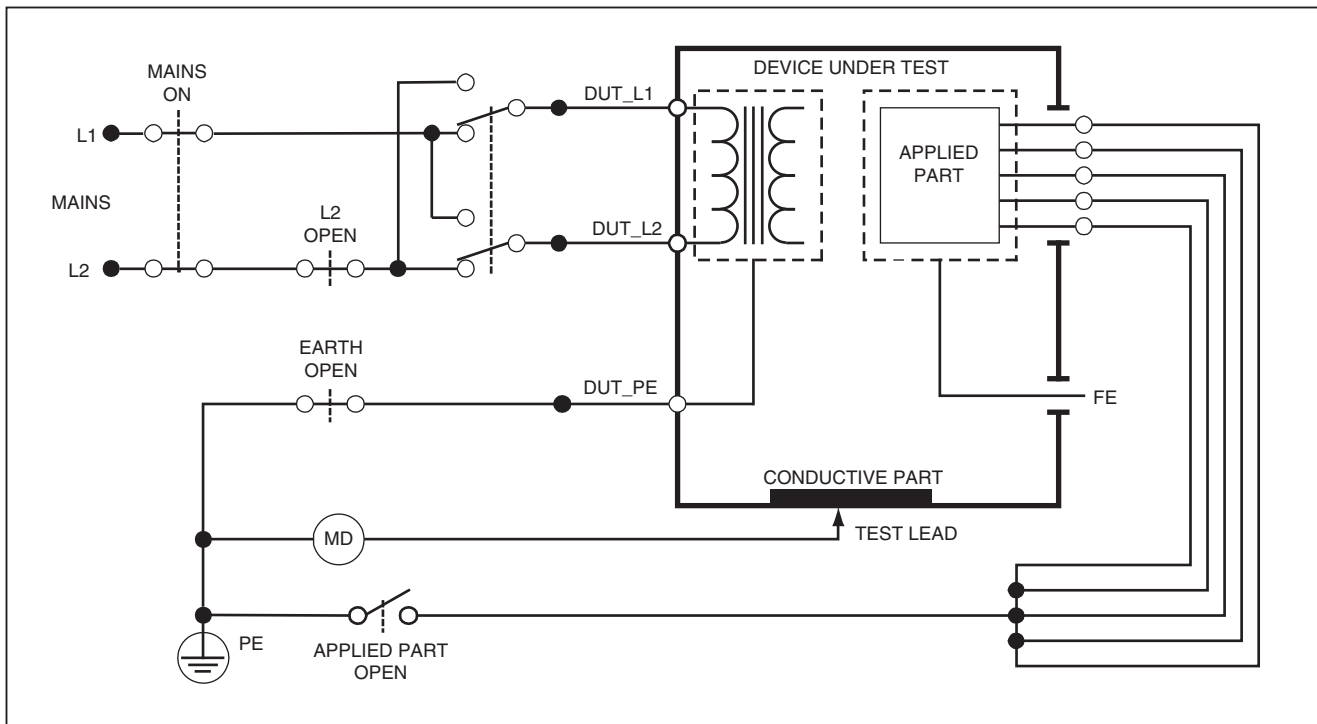 MAINS
ON
L1
MAINS
L2
OPEN
L2
EARTH
OPEN
DUT_L1
DUT_L2
DUT_PE
DEVICE UNDER TEST
APPLIED
PART
FE
CONDUCTIVE PART
TEST LEAD
MD
PE
APPLIED PART
OPEN